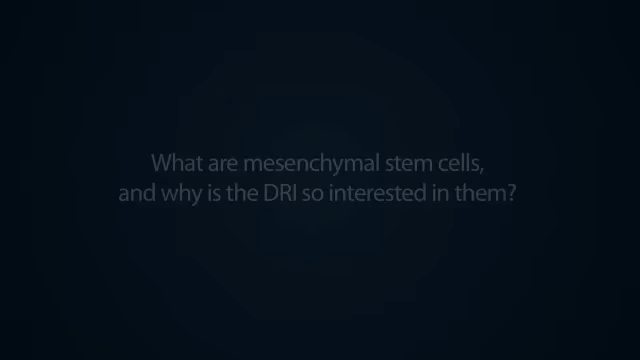 What are mesenchymal stem cells,
and why is the DRI so interested in them?